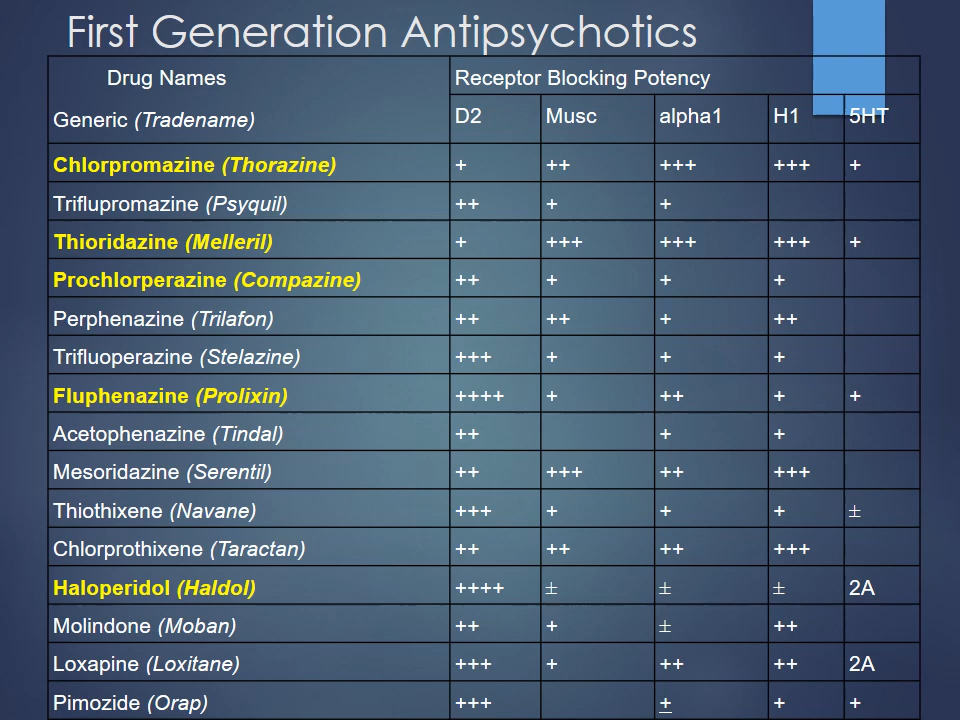 First Generation Antipsychotics
Drug Names Receptor Blocking Potency
Generic (Tradename) D2 Musc alpha1 H1 5HT
Chlorpromazine (Thorazine) + ++ +++ +++ +
Triflupromazine (Psyquil) ++ + +
Thioridazine (Melleril) + +++ +++ +++ +
Prochlorperazine (Compazine) ++ + + +
Perphenazine (Trilafon) ++ ++ + ++
Trifluoperazine (Stelazine) +++ + + +
Fluphenazine (Prolixin) ++++ + ++ + +
Acetophenazine (Tindal) ++ + +
Mesoridazine (Serentil) ++ +++ ++ +++
Thiothixene (Navane) +++ + + + ±
Chlorprothixene (Taractan) ++ ++ ++ +++
Haloperidol (Haldol) ++++ ± ± ± 2A
Molindone (Moban) ++ + ± ++
Loxapine (Loxitane) +++ + ++ ++ 2A
Pimozide (Orap) +++ ± + +